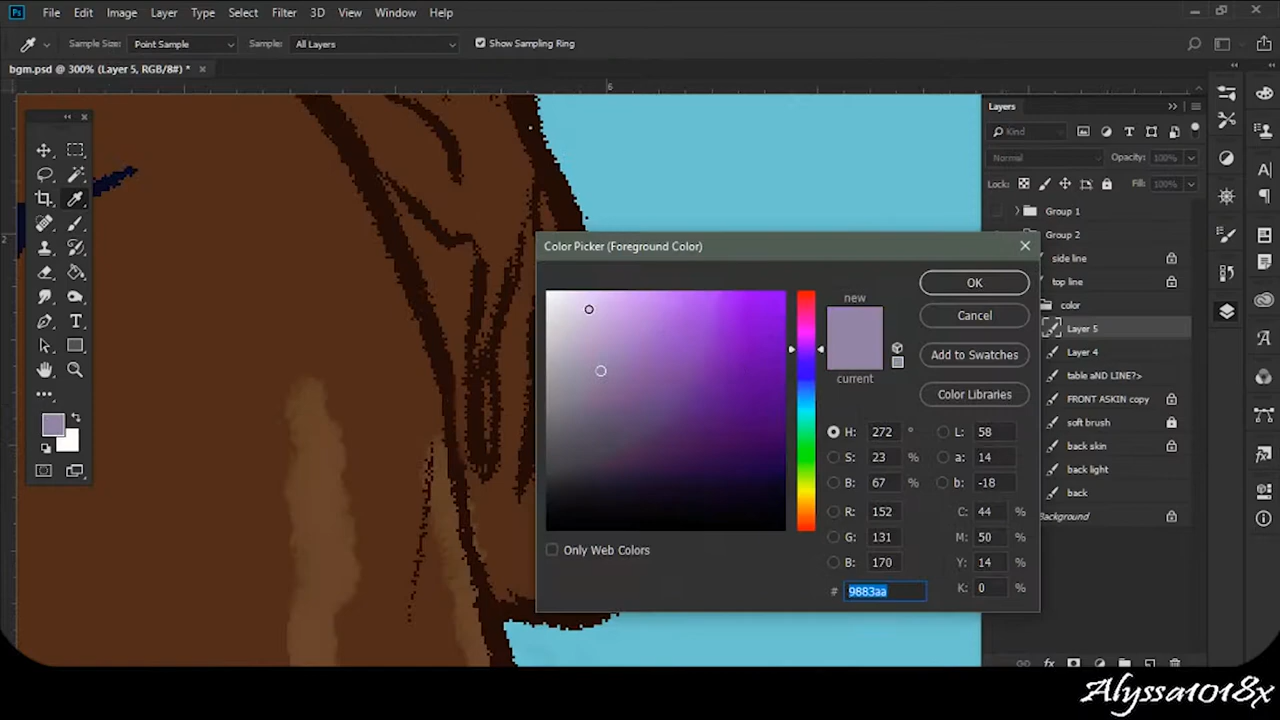 Ps File Edit Image Layer Type Select Filter 3D View Window Help
Sample Size: Point Sample Sample: All Layers Show Sampling Ring
bgm.psd @ 300% (Layer 5, RGB/8#) *
6
2
Layers
Kind
Normal Opacity: 100%
Lock: Fill: 100%
Group 1
Group 2
side line
top line
color
Layer 5
Layer 4
table aND LINE?>
FRONT ASKIN copy
soft brush
back skin
back light
back
Background
Color Picker (Foreground Color)
new
current
OK
Cancel
Add to Swatches
Color Libraries
H: 272 ° L: 58
S: 23 % a: 14
B: 67 % b: -18
R: 152 C: 44 %
G: 131 M: 50 %
B: 170 Y: 14 %
# 9883aa K: 0 %
Only Web Colors
Alyssa1018x